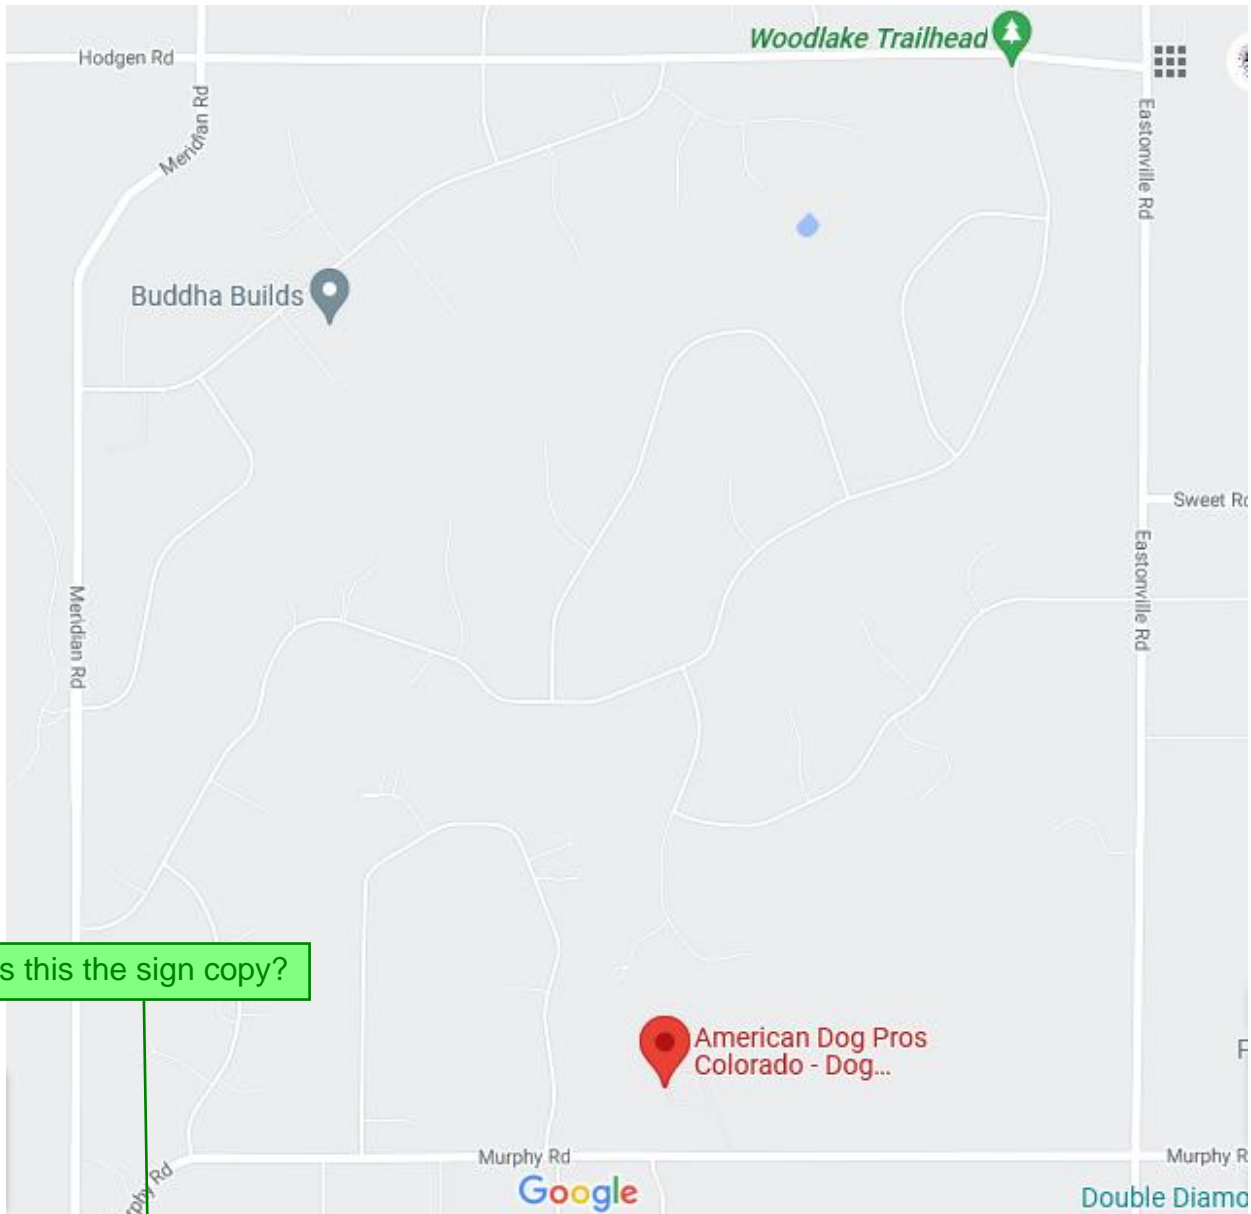 Woodlake Trailhead
Hodgen Rd
Meridian Rd
Eastonville Rd
Buddha Builds
Sweet
Eastonville Rd
Meridian Rd
s this the sign copy?
American Dog Pros
Colorado - Dog...
Murphy Rd
Murphy
Rd
Google
Double